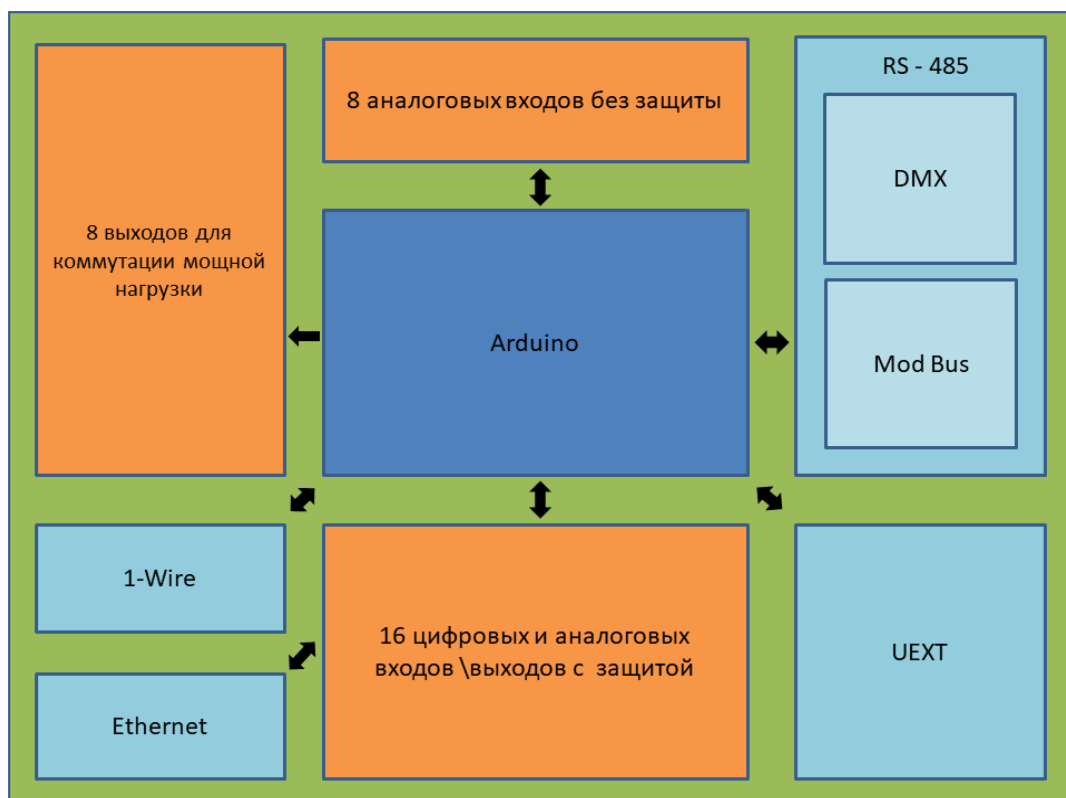 8 аналоговых входов без защиты
RS - 485
DMX
8 выходов для
коммутации мощной
нагрузки
Arduino
Mod Bus
1-Wire
16 цифровых и аналоговых
входов \выходов с защитой
UEXT
Ethernet